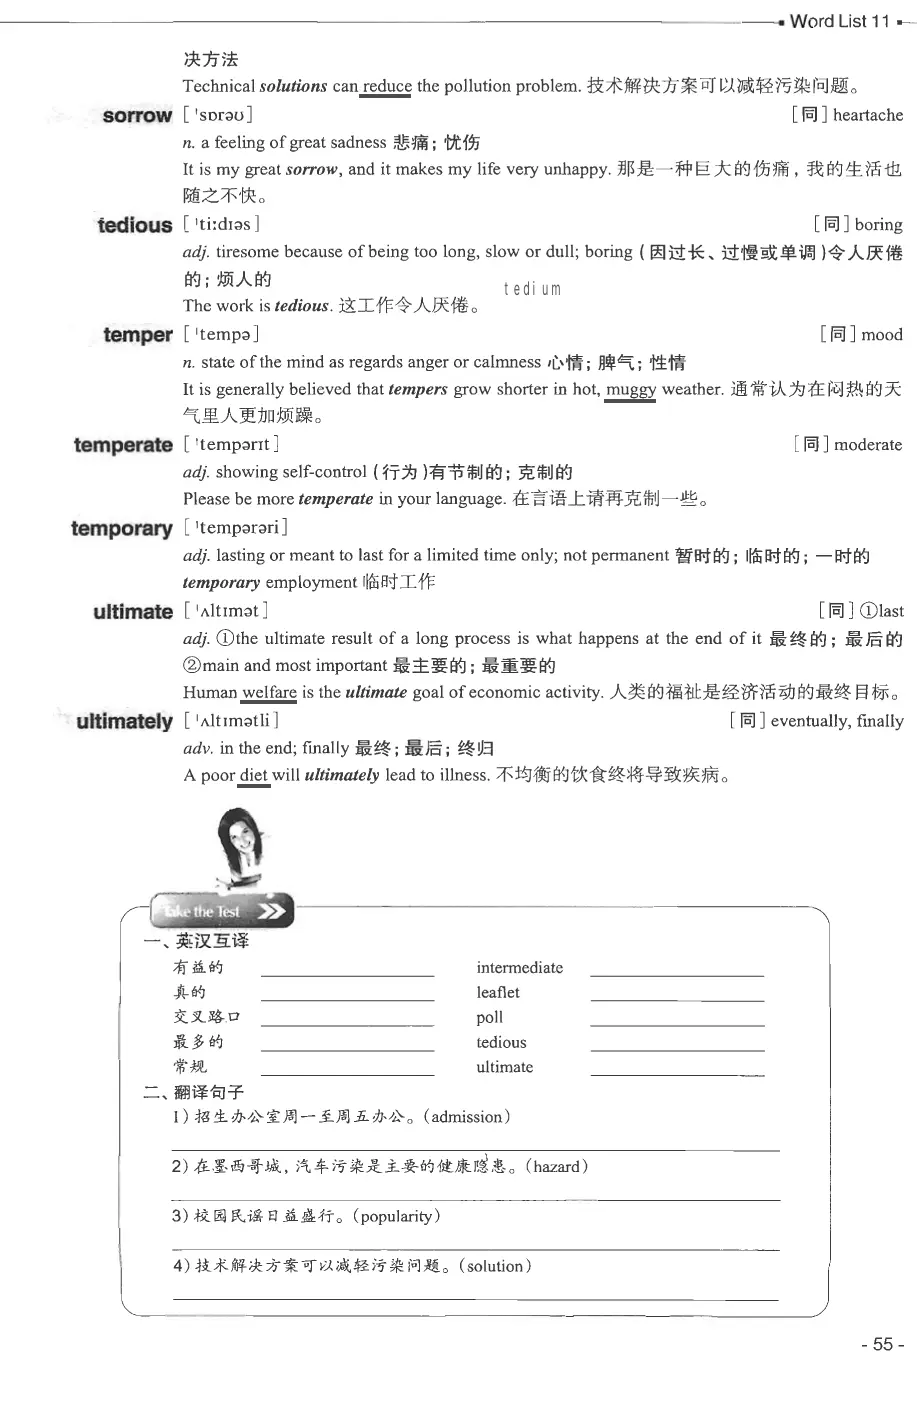 Word List 11
决方法
Technical solutions can reduce the pollution problem. 技术解决方案可以减轻污染问题。
sorrow [ˈsɒrəʊ] [同] heartache
n. a feeling of great sadness 悲痛；忧伤
It is my great sorrow, and it makes my life very unhappy. 那是一种巨大的伤痛，我的生活也
随之不快。
tedious [ˈtiːdɪəs] [同] boring
adj. tiresome because of being too long, slow or dull; boring (因过长、过慢或单调)令人厌倦
的；烦人的
tedium
The work is tedious. 这工作令人厌倦。
temper [ˈtempə] [同] mood
n. state of the mind as regards anger or calmness 心情；脾气；性情
It is generally believed that tempers grow shorter in hot, muggy weather. 通常认为在闷热的天
气里人更加烦躁。
temperate [ˈtempərɪt] [同] moderate
adj. showing self-control (行为)有节制的；克制的
Please be more temperate in your language. 在言语上请再克制一些。
temporary [ˈtempərəri]
adj. lasting or meant to last for a limited time only; not permanent 暂时的；临时的；一时的
temporary employment 临时工作
ultimate [ˈʌltɪmət] [同] ①last
adj. ①the ultimate result of a long process is what happens at the end of it 最终的；最后的
②main and most important 最主要的；最重要的
Human welfare is the ultimate goal of economic activity. 人类的福祉是经济活动的最终目标。
ultimately [ˈʌltɪmətli] [同] eventually, finally
adv. in the end; finally 最终；最后；终归
A poor diet will ultimately lead to illness. 不均衡的饮食终将导致疾病。
Take the Test
一、英汉互译
有益的 intermediate
真的 leaflet
交叉路口 poll
最多的 tedious
常规 ultimate
二、翻译句子
1) 招生办公室周一至周五办公。(admission)
2) 在墨西哥城，汽车污染是主要的健康隐患。(hazard)
3) 校园民谣日益盛行。(popularity)
4) 技术解决方案可以减轻污染问题。(solution)
- 55 -